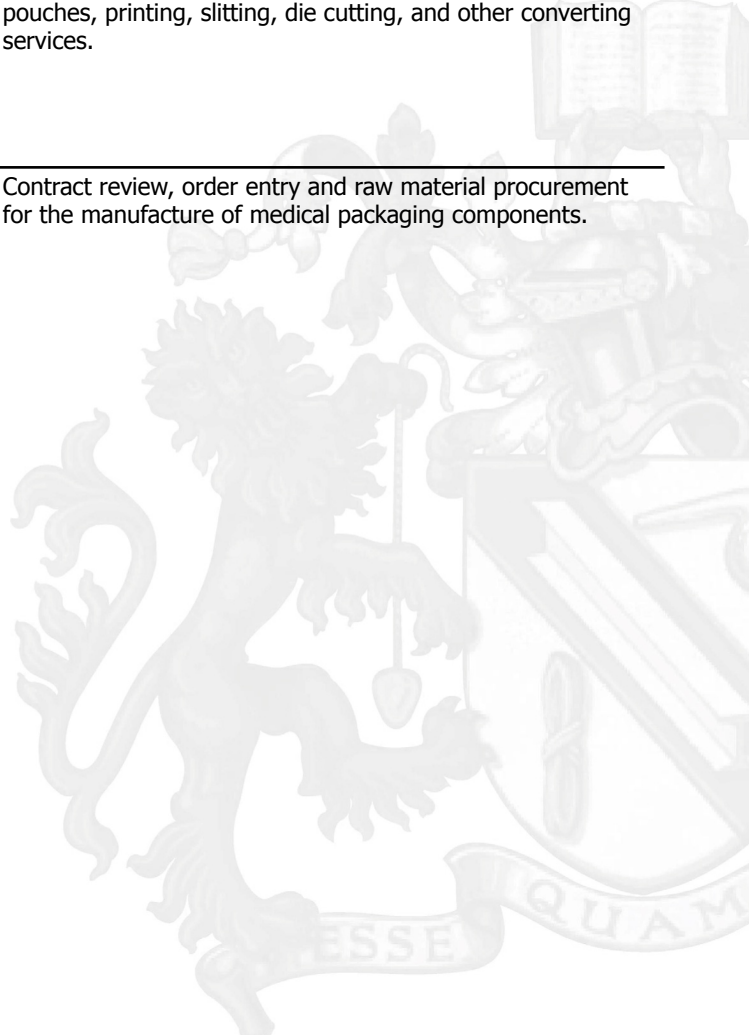 pouches, printing, slitting, die cutting, and other converting
services.
Contract review, order entry and raw material procurement
for the manufacture of medical packaging components.
ESSE
QUAM